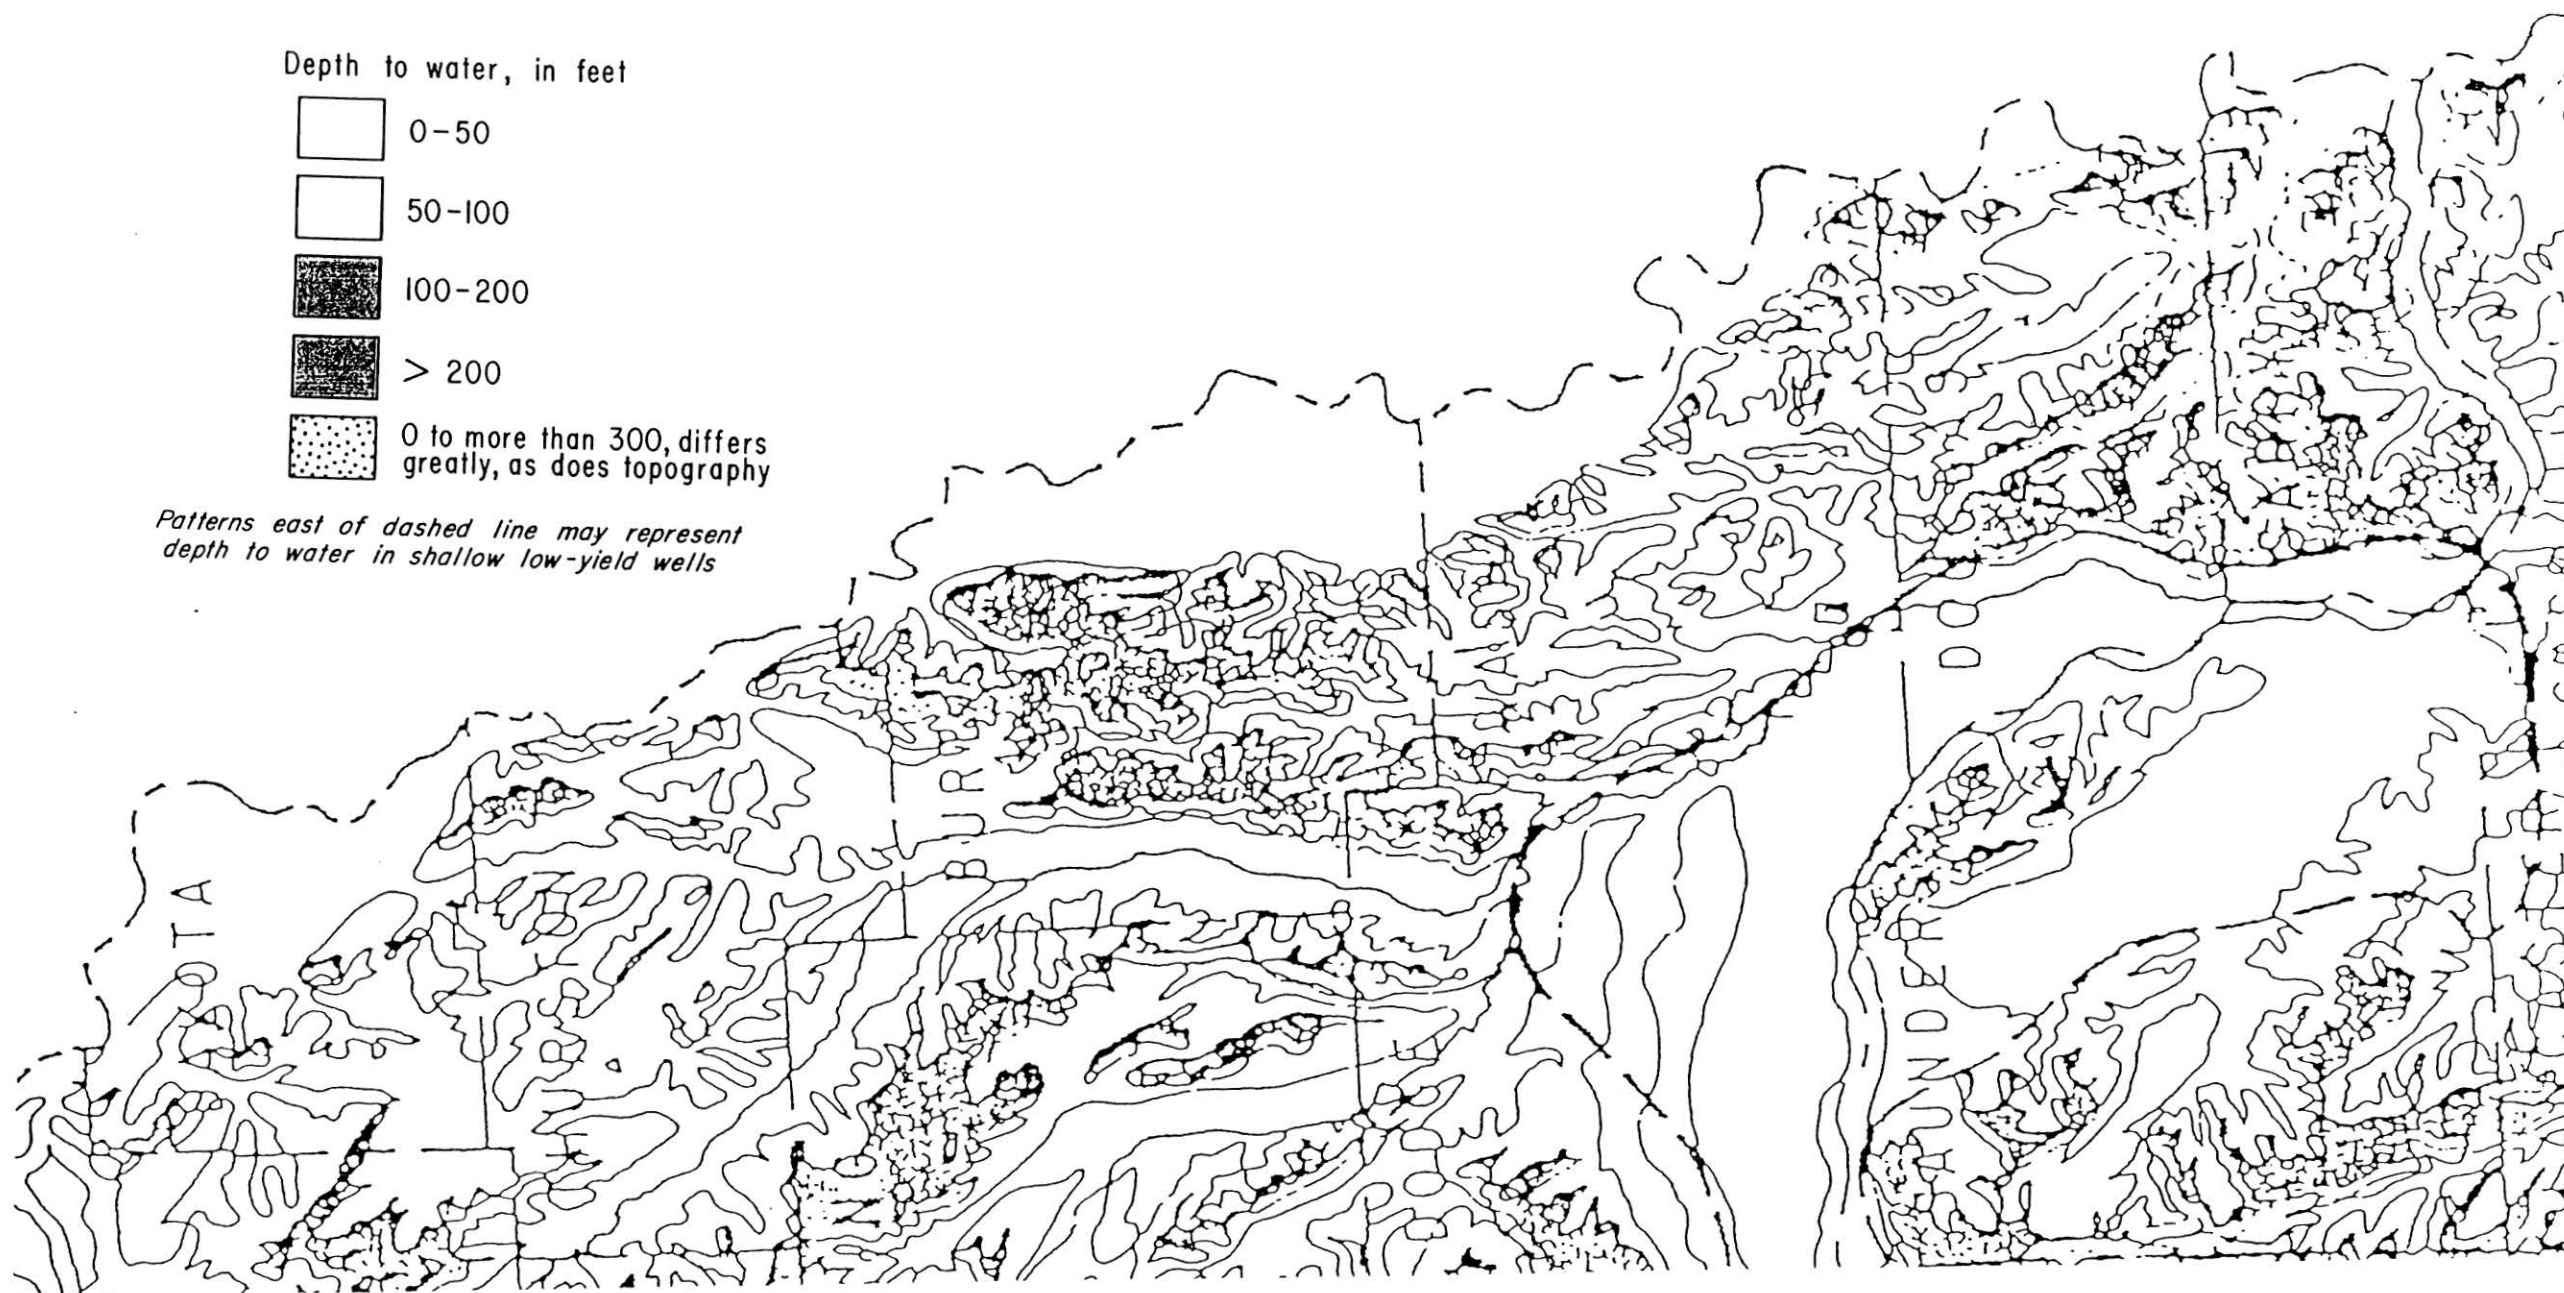 Depth to water, in feet
0-50
50-100
100-200
> 200
0 to more than 300, differs
greatly, as does topography
Patterns east of dashed line may represent
depth to water in shallow low-yield wells